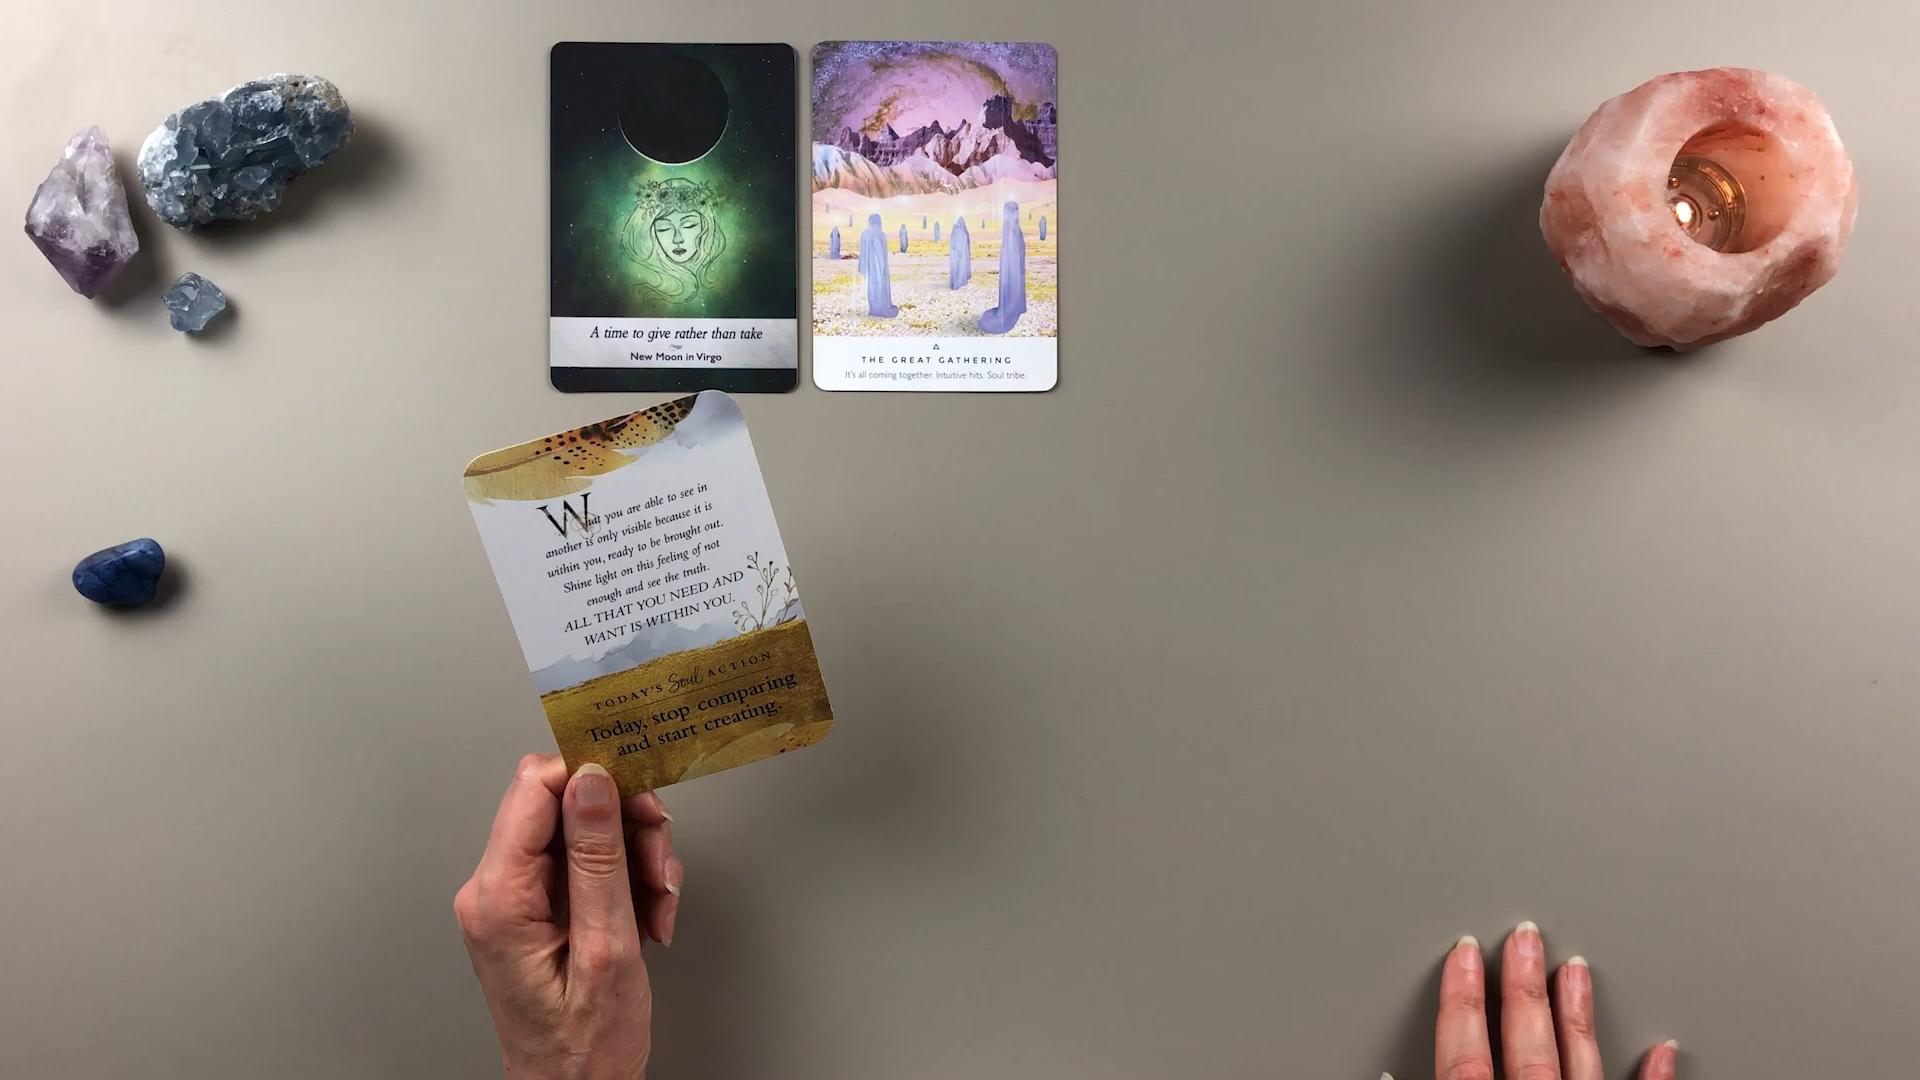 A time to give rather than take
New Moon in Virgo
THE GREAT GATHERING
It's all coming together. Intuitive hits. Soul tribe.
What you are able to see in
another is only visible because it is
within you, ready to be brought out.
Shine light on this feeling of not
enough and see the truth.
ALL THAT YOU NEED AND
WANT IS WITHIN YOU.
TODAY'S Soul ACTION
Today, stop comparing
and start creating.